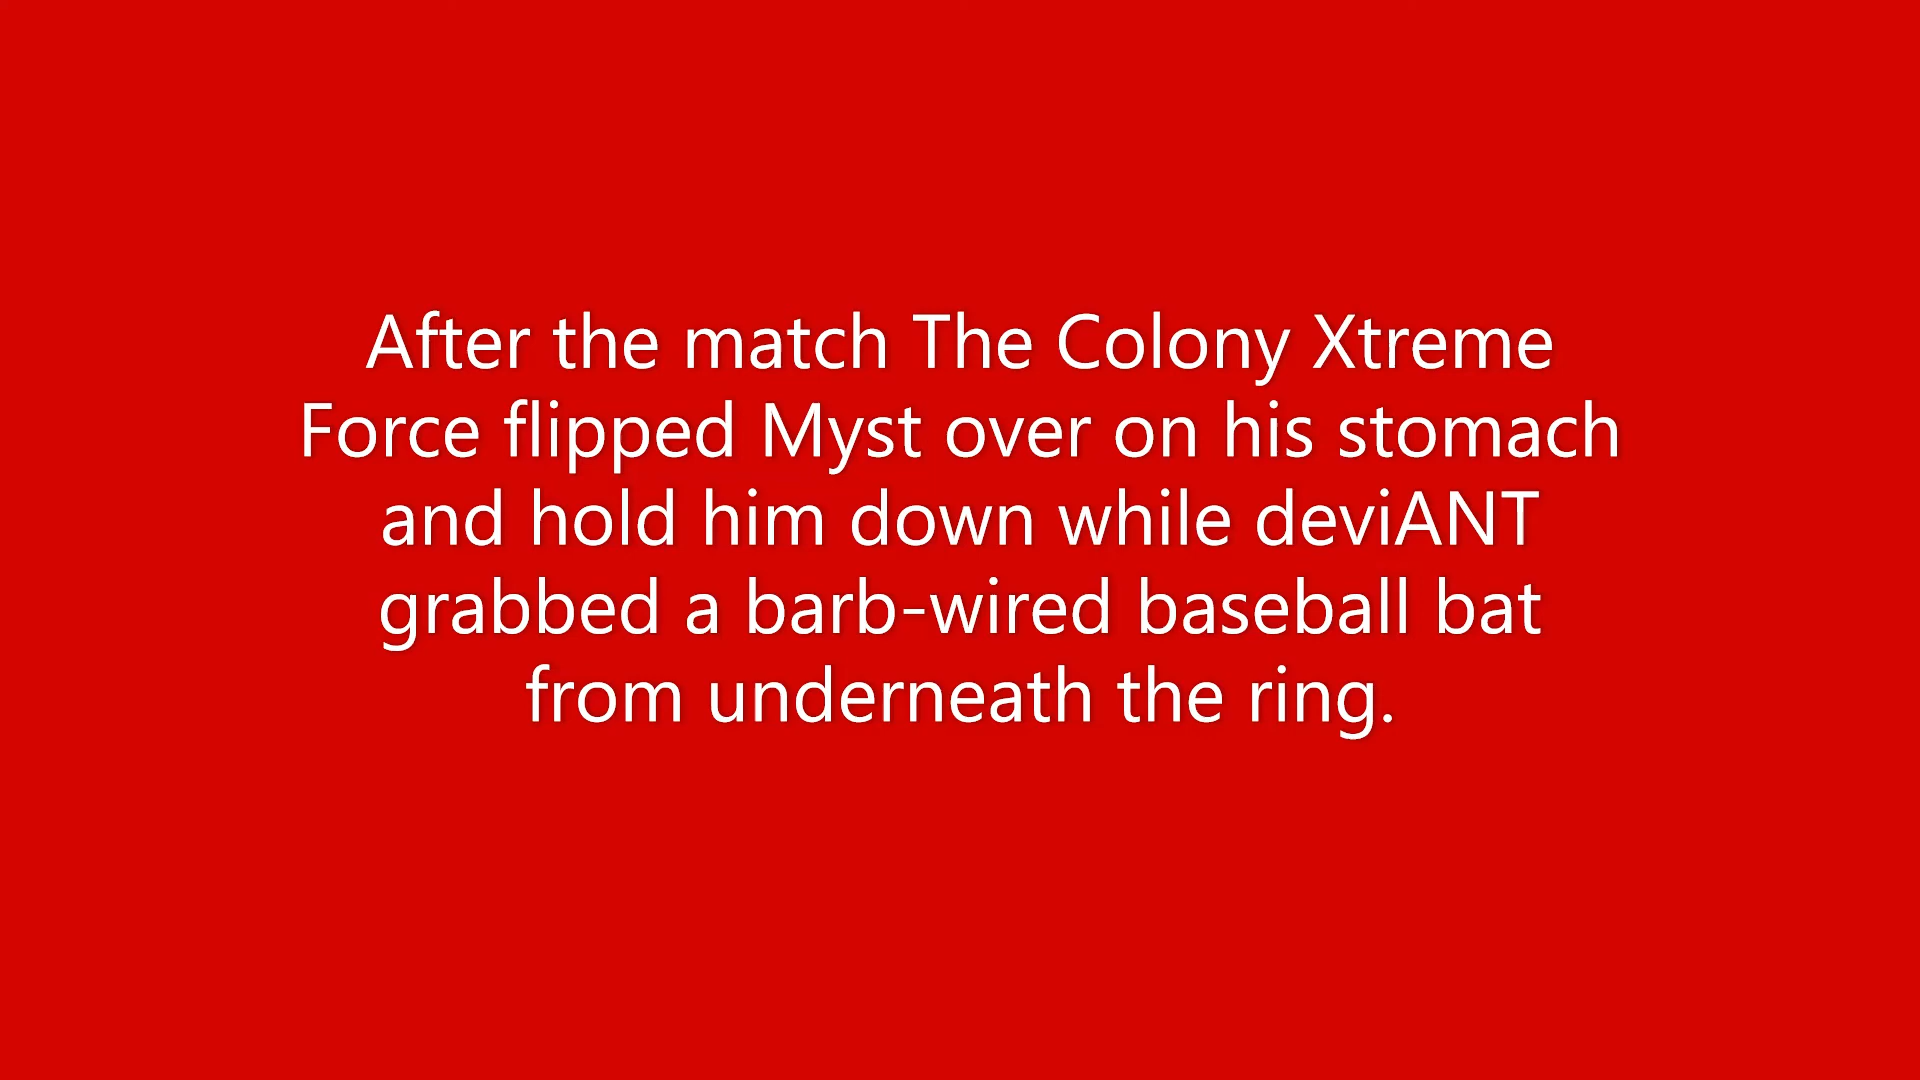 After the match The Colony Xtreme
Force flipped Myst over on his stomach
and hold him down while deviANT
grabbed a barb-wired baseball bat
from underneath the ring.